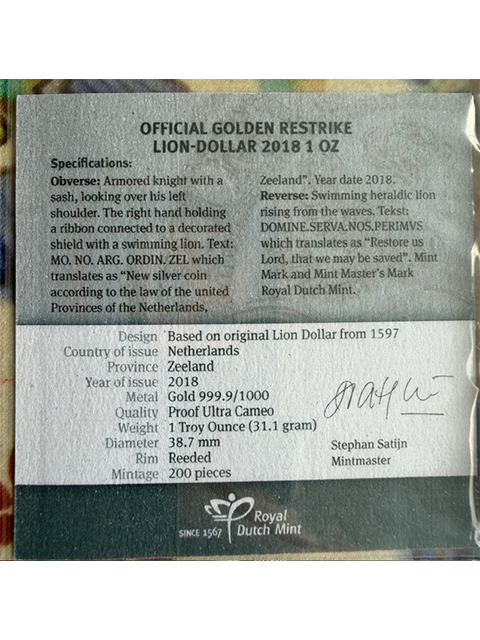 OFFICIAL GOLDEN RESTRIKE
LION-DOLLAR 2018 1 OZ
Specifications:
Obverse: Armored knight with a
sash, looking over his left
shoulder. The right hand holding
a ribbon connected to a decorated
shield with a swimming lion. Text:
MO. NO. ARG. ORDIN. ZEL which
translates as “New silver coin
according to the law of the united
Provinces of the Netherlands,
Zeeland”. Year date 2018.
Reverse: Swimming heraldic lion
rising from the waves. Tekst:
DOMINE.SERVA.NOS.PERIMVS
which translates as “Restore us
Lord, that we may be saved”. Mint
Mark and Mint Master’s Mark
Royal Dutch Mint.
Design Based on original Lion Dollar from 1597
Country of issue Netherlands
Province Zeeland
Year of issue 2018
Metal Gold 999.9/1000
Quality Proof Ultra Cameo
Weight 1 Troy Ounce (31.1 gram)
Diameter 38.7 mm
Rim Reeded
Mintage 200 pieces
Stephan Satijn
Mintmaster
SINCE 1567
Royal
Dutch Mint